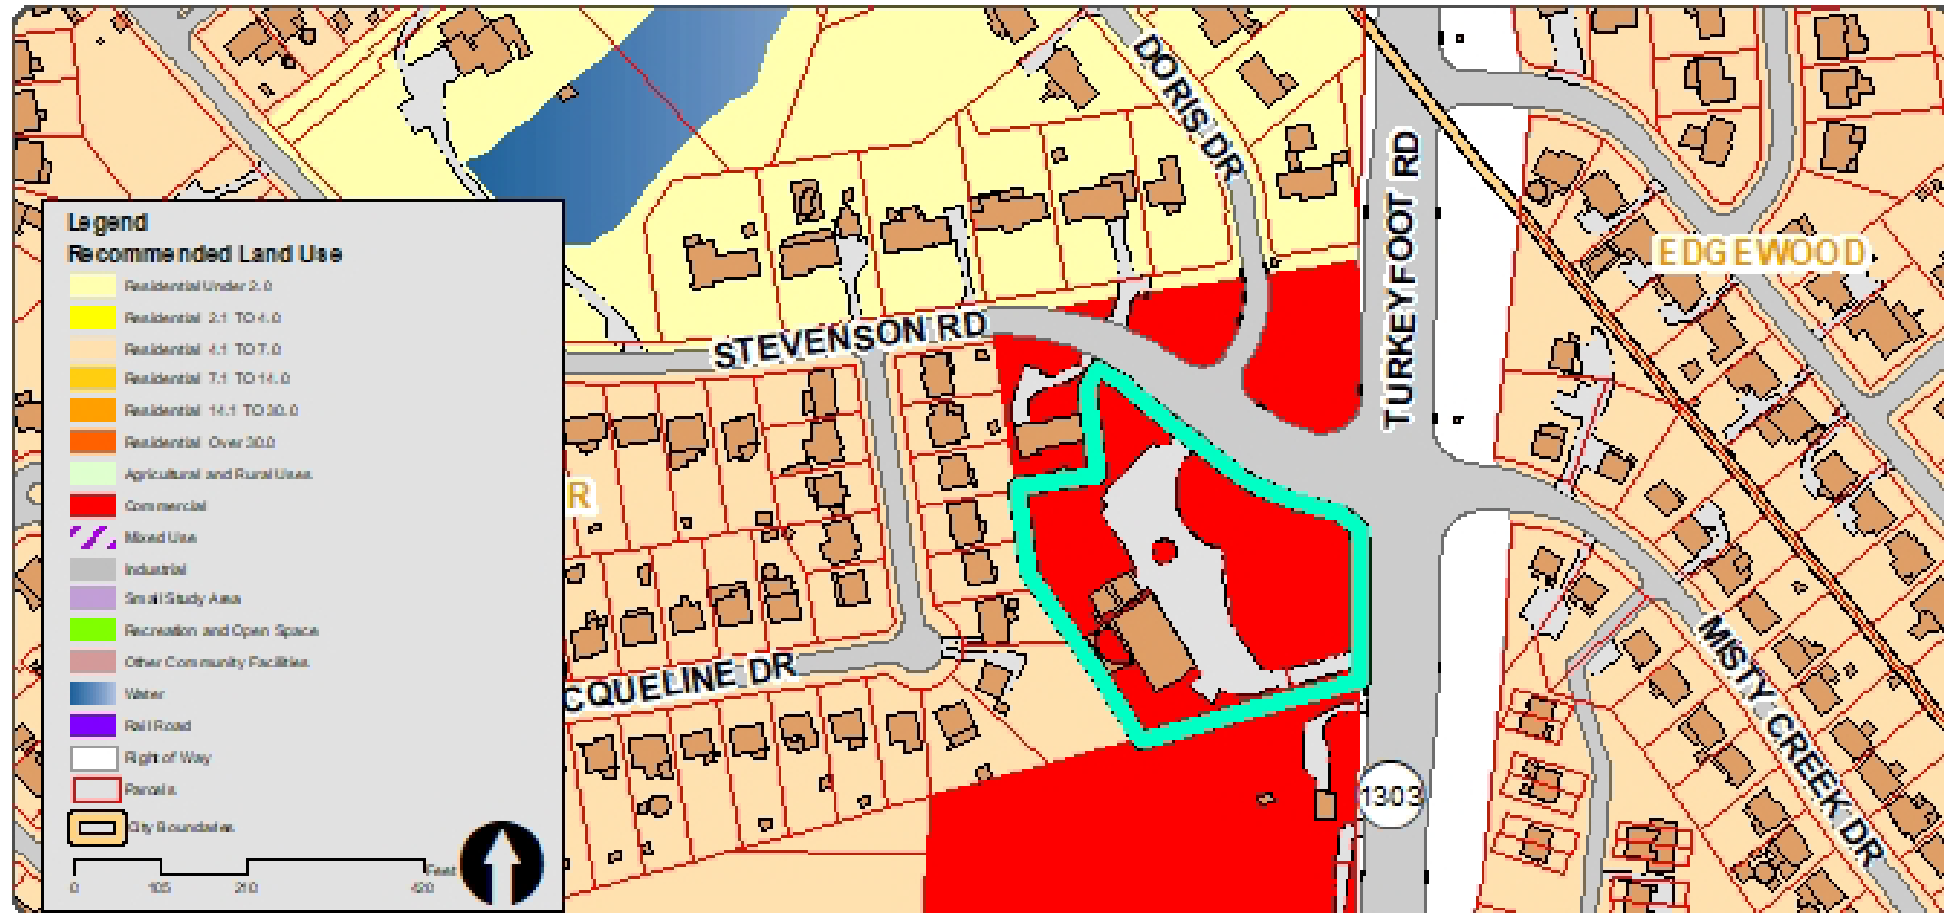 DORIS DR
TURKEYFOOT RD
EDGEWOOD
STEVENSON RD
R
CQUELINE DR
MISTY CREEK DR
1303
Legend
Recommended Land Use
Residential Under 2.0
Residential 2.1 TO 4.0
Residential 4.1 TO 7.0
Residential 7.1 TO 14.0
Residential 14.1 TO 30.0
Residential Over 30.0
Agricultural and Rural Uses
Commercial
Mixed Use
Industrial
Small Study Area
Recreation and Open Space
Other Community Facilities
Water
Rail Road
Right of Way
Parcels
City Boundaries
Feet
0 105 210 420